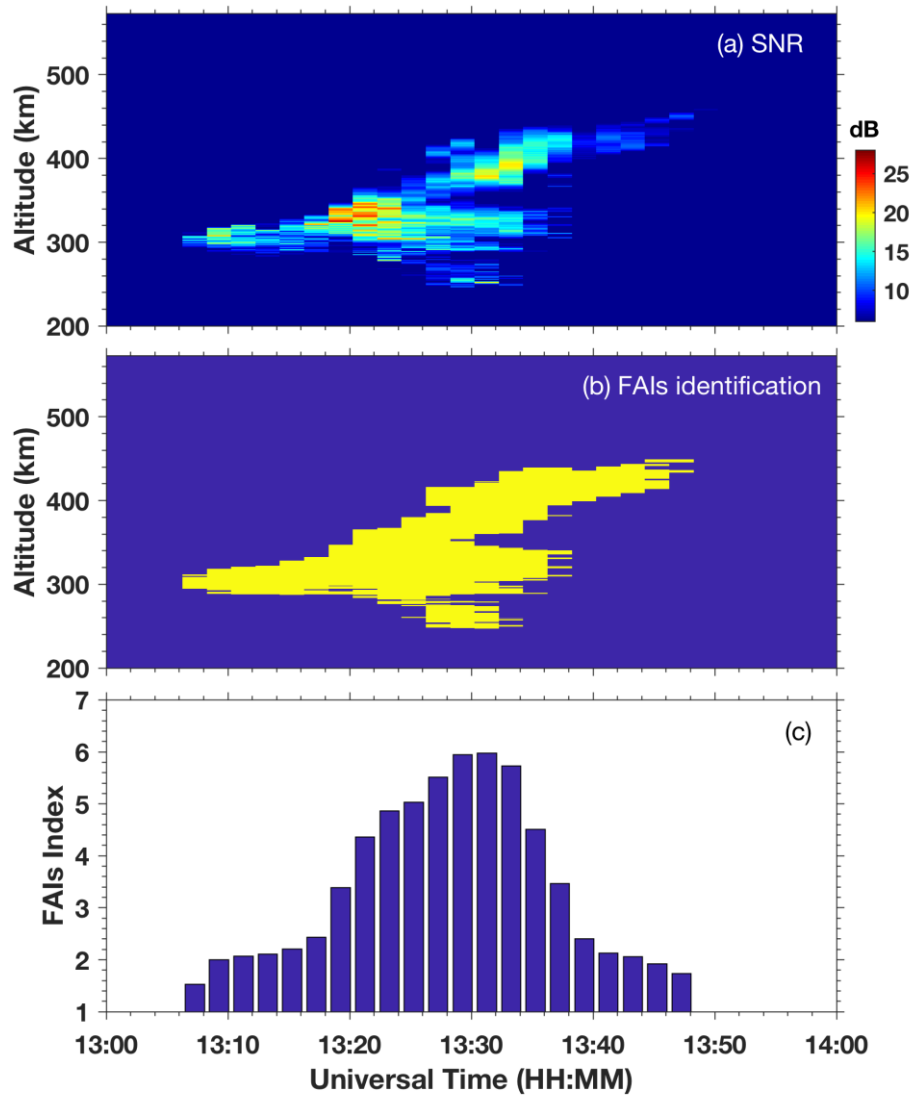 (a) SNR
500
400
300
200
Altitude (km)
dB
25
20
15
10
(b) FAIs identification
500
400
300
200
Altitude (km)
(c)
7
6
5
4
3
2
1
FAIs Index
13:00 13:10 13:20 13:30 13:40 13:50 14:00
Universal Time (HH:MM)